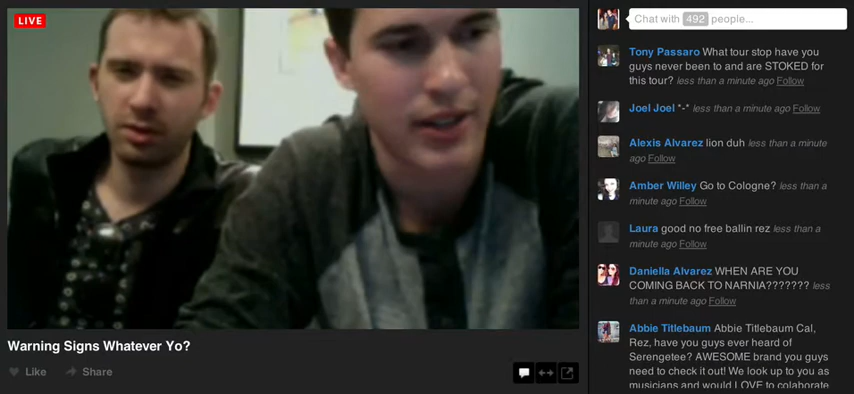 LIVE
Warning Signs Whatever Yo?
Like
Share
Chat with 492 people...
Tony Passaro What tour stop have you
guys never been to and are STOKED for
this tour? less than a minute ago Follow
Joel Joel *-* less than a minute ago Follow
Alexis Alvarez lion duh less than a minute
ago Follow
Amber Willey Go to Cologne? less than a
minute ago Follow
Laura good no free ballin rez less than a
minute ago Follow
Daniella Alvarez WHEN ARE YOU
COMING BACK TO NARNIA??????? less
than a minute ago Follow
Abbie Titlebaum Abbie Titlebaum Cal,
Rez, have you guys ever heard of
Serengetee? AWESOME brand you guys
need to check it out! We look up to you as
musicians and would LOVE to colaborate